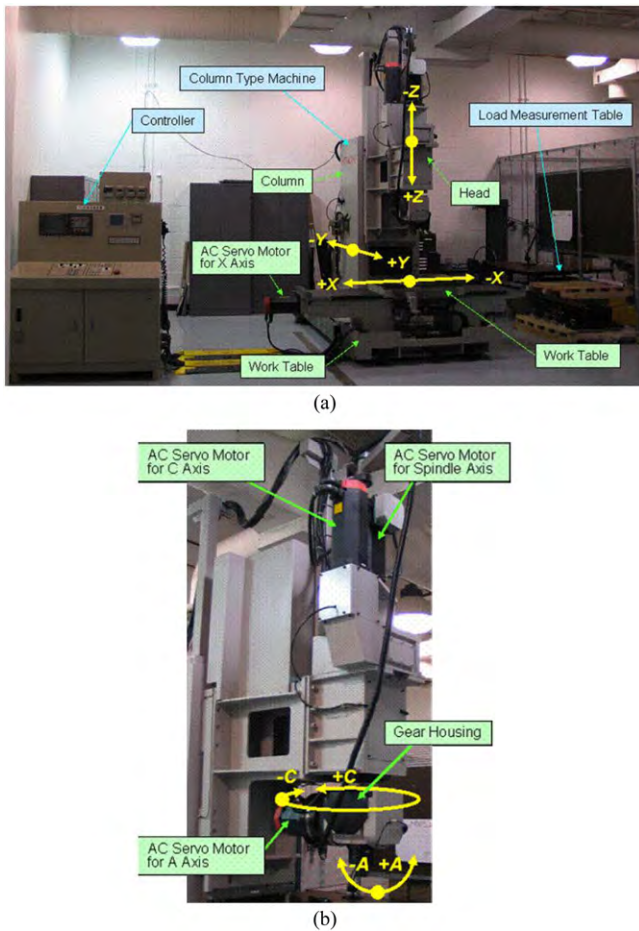 -Z
Column Type Machine
Load Measurement Table
Controller
Column
Head
+Z
-Y
AC Servo Motor
for X Axis
+Y
+X
-X
Work Table
Work Table
(a)
AC Servo Motor
for C Axis
AC Servo Motor
for Spindle Axis
Gear Housing
-C
+C
AC Servo Motor
for A Axis
-A
+A
(b)